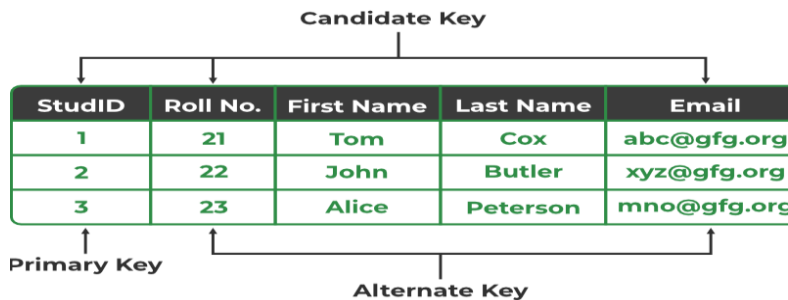 Candidate Key
StudID Roll No. First Name Last Name Email
1 21 Tom Cox abc@gfg.org
2 22 John Butler xyz@gfg.org
3 23 Alice Peterson mno@gfg.org
Primary Key
Alternate Key